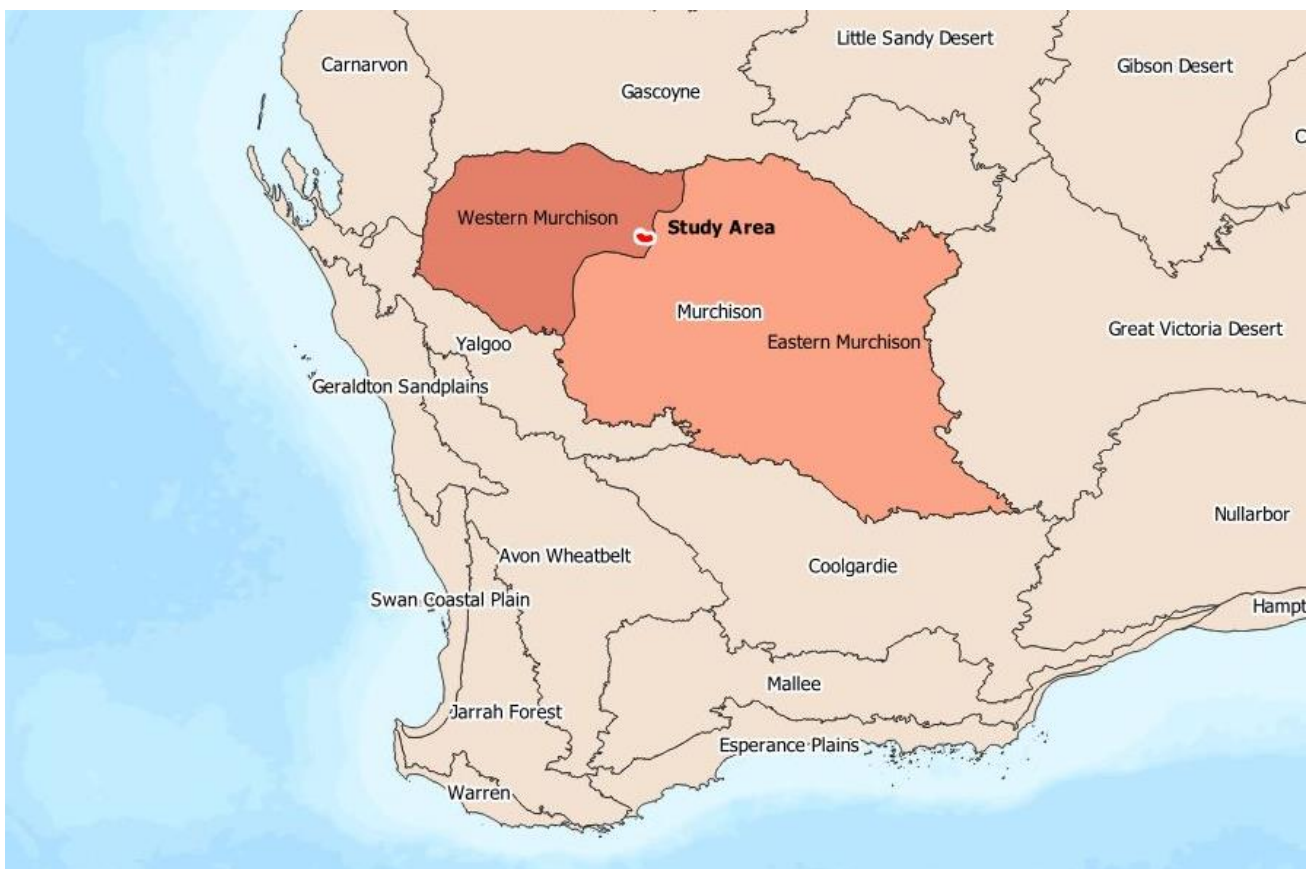 Little Sandy Desert
Carnarvon
Gibson Desert
Gascoyne
C
Western Murchison
Study Area
Murchison
Great Victoria Desert
Eastern Murchison
Yalgoo
Geraldton Sandplains
Nullarbor
Avon Wheatbelt
Coolgardie
Swan Coastal Plain
Hampt
Mallee
Jarrah Forest
Esperance Plains
Warren